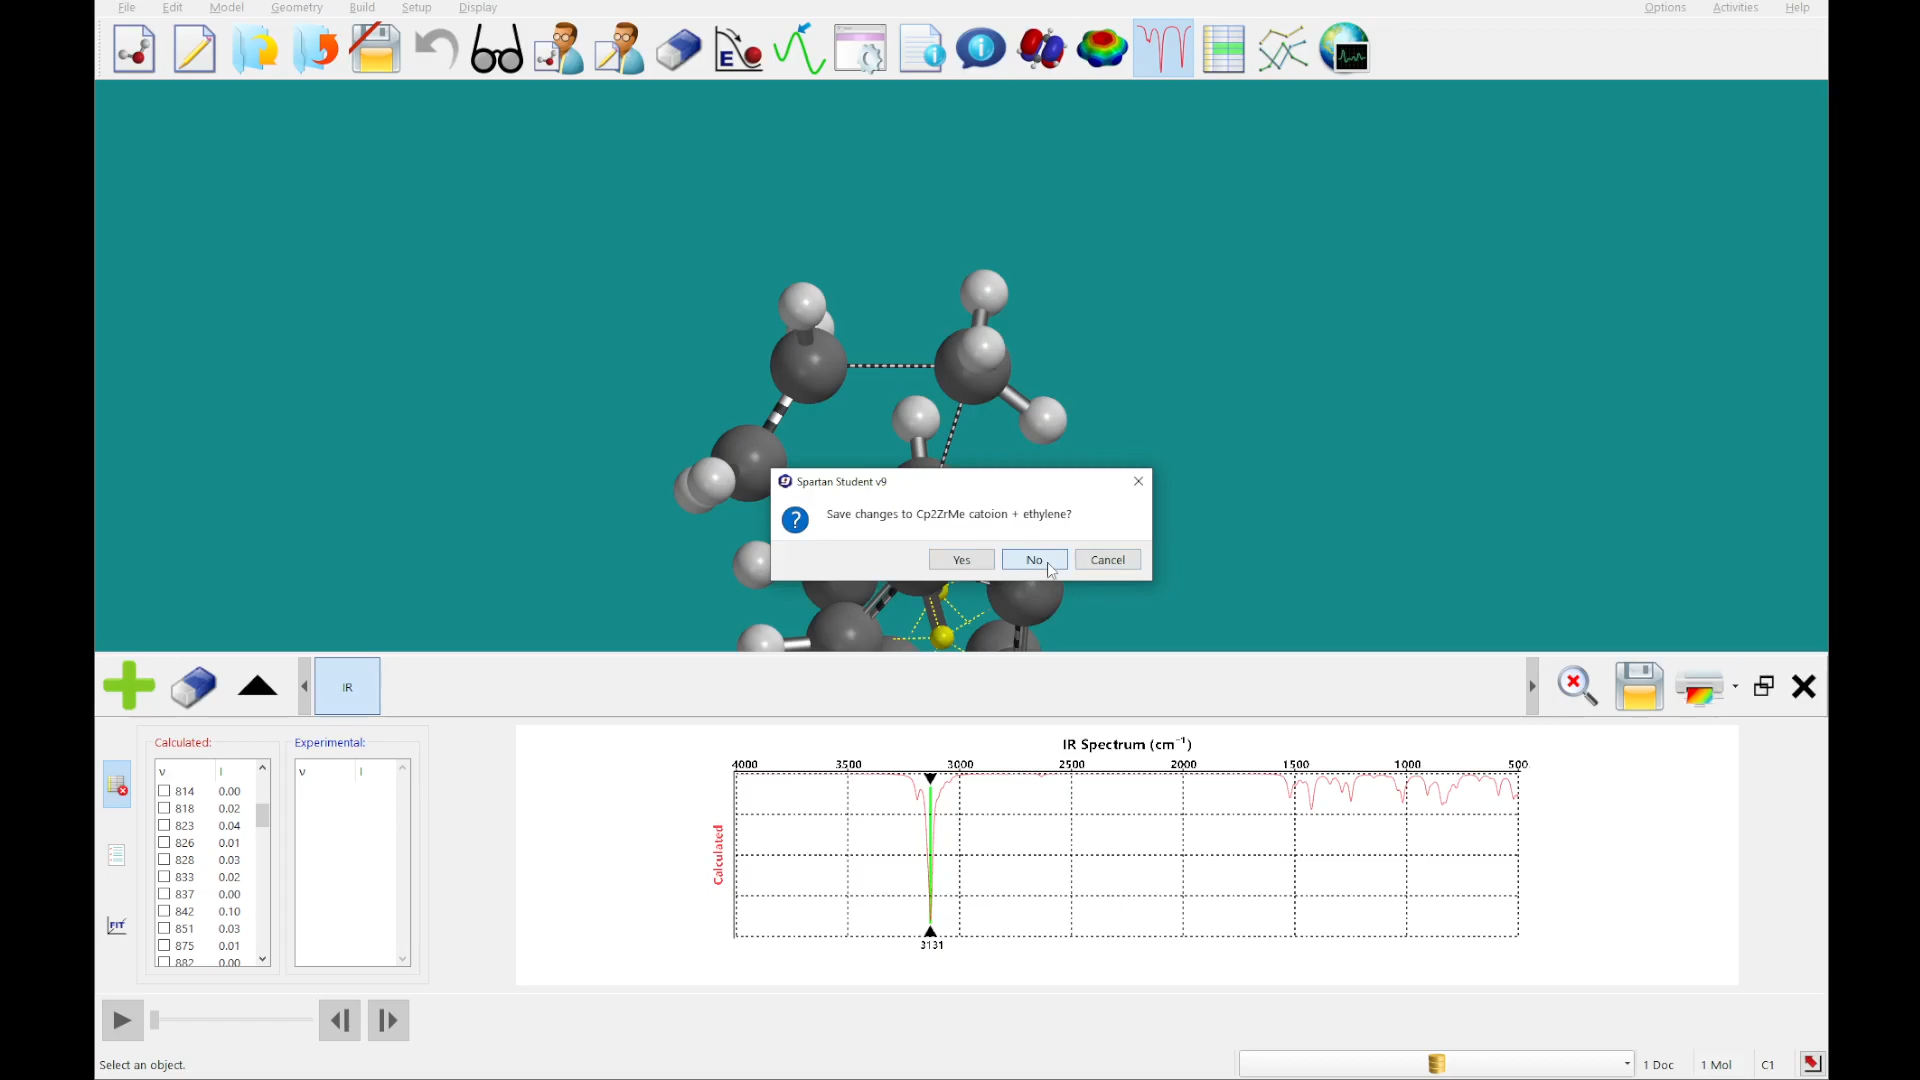 File Edit Model Geometry Build Setup Display Options Activities Help
E
Spartan Student v9
Save changes to Cp2ZrMe catoion + ethylene?
Yes No Cancel
IR
Calculated: Experimental:
ν I ν I
814 0.00
818 0.02
823 0.04
826 0.01
828 0.03
833 0.02
837 0.00
842 0.10
851 0.03
875 0.01
882 0.00
FIT
IR Spectrum (cm⁻¹)
4000 3500 3000 2500 2000 1500 1000 500
Calculated
3131
Select an object.
1 Doc 1 Mol C1